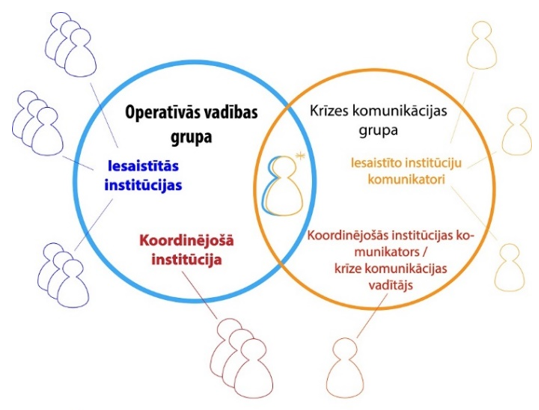 Operatīvās vadības
grupa
Iesaistītās
institūcijas
Koordinējošā
institūcija
Krīzes komunikācijas
grupa
Iesaistīto institūciju
komunikatori
Koordinējošās institūcijas ko-
munikators /
krīze komunikācijas
vadītājs
*